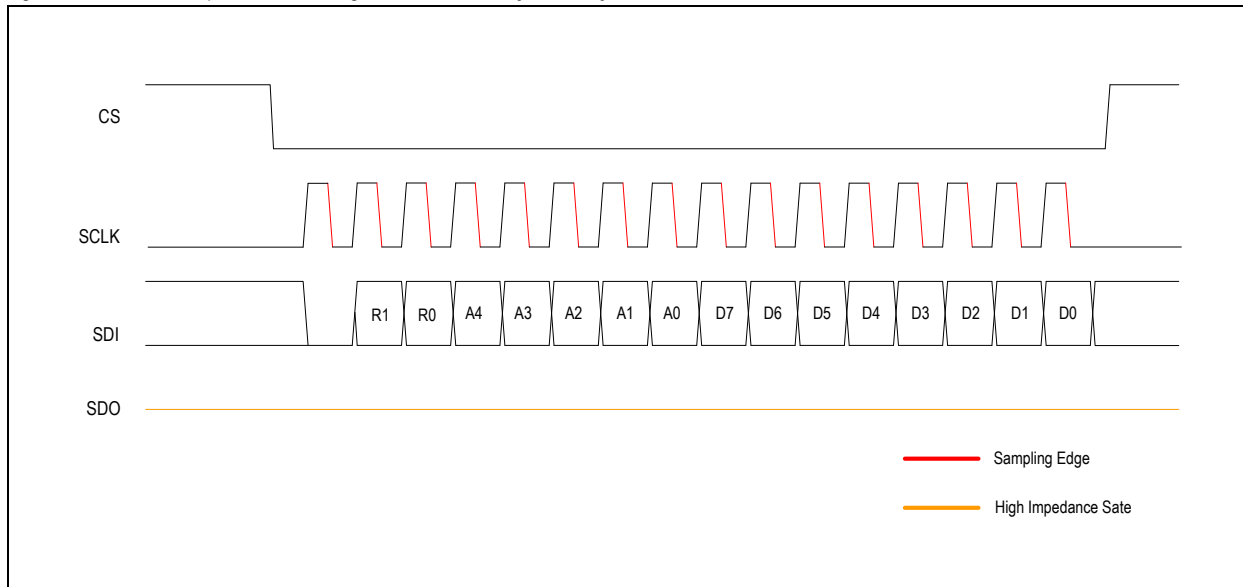 CS
SCLK
SDI
R1 R0 A4 A3 A2 A1 A0 D7 D6 D5 D4 D3 D2 D1 D0
SDO
Sampling Edge
High Impedance Sate